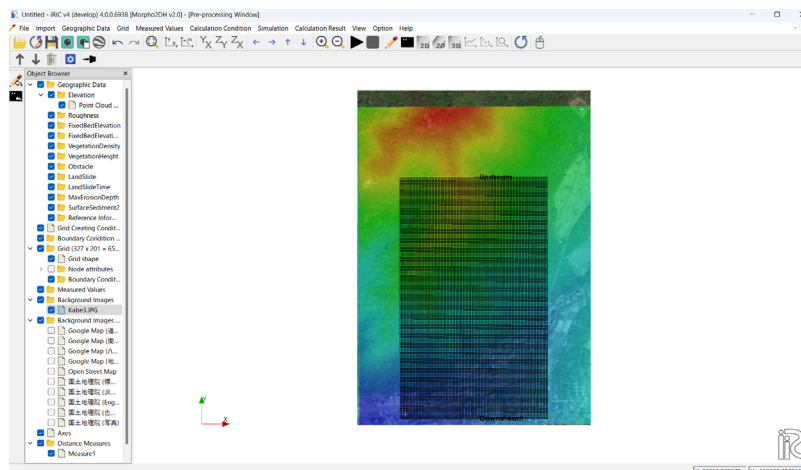 Untitled - iRIC v4 (develop) 4.0.0.6938 [Morpho2DH v2.0] - [Pre-processing Window]
File Import Geographic Data Grid Measured Values Calculation Condition Simulation Calculation Result View Option Help
2D 2D 3D
Object Browser
Geographic Data
Elevation
Point Cloud ...
Roughness
FixedBedElevation
FixedBedElevati...
VegetationDensity
VegetationHeight
Obstacle
LandSlide
LandSlideTime
MaxErosionDepth
SurfaceSediment2
Reference Infor...
Grid Creating Condit...
Boundary Condition ...
Grid (327 x 201 = 65...
Grid shape
Node attributes
Boundary Condit...
Measured Values
Background Images
Kabe3.JPG
Background Images ...
Google Map (道...
Google Map (衛...
Google Map (八...
Google Map (地...
Open Street Map
国土地理院 (標...
国土地理院 (淡...
国土地理院 (Eng...
国土地理院 (色...
国土地理院 (写真)
Axes
Distance Measures
Measure1
Upstream
Downstream
Y
X